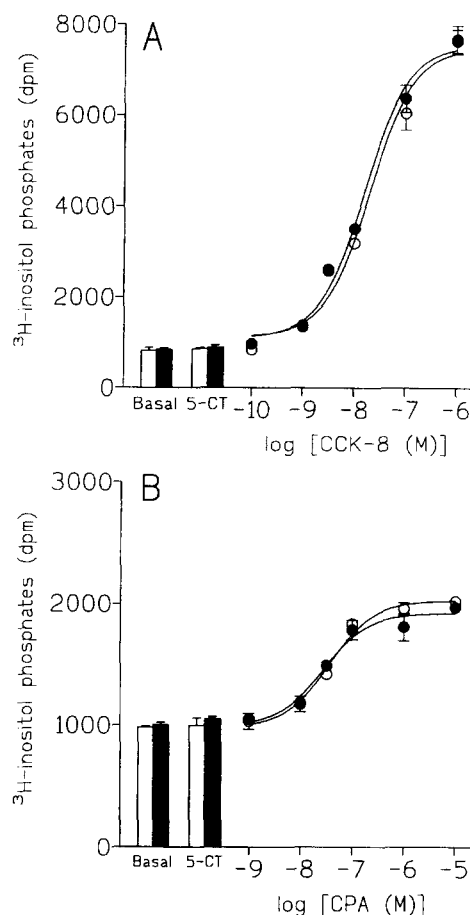 A
8000
6000
4000
2000
0
³H-inositol phosphates (dpm)
Basal 5-CT -10 -9 -8 -7 -6
log [CCK-8 (M)]
B
3000
2000
1000
0
³H-inositol phosphates (dpm)
Basal 5-CT -9 -8 -7 -6 -5
log [CPA (M)]